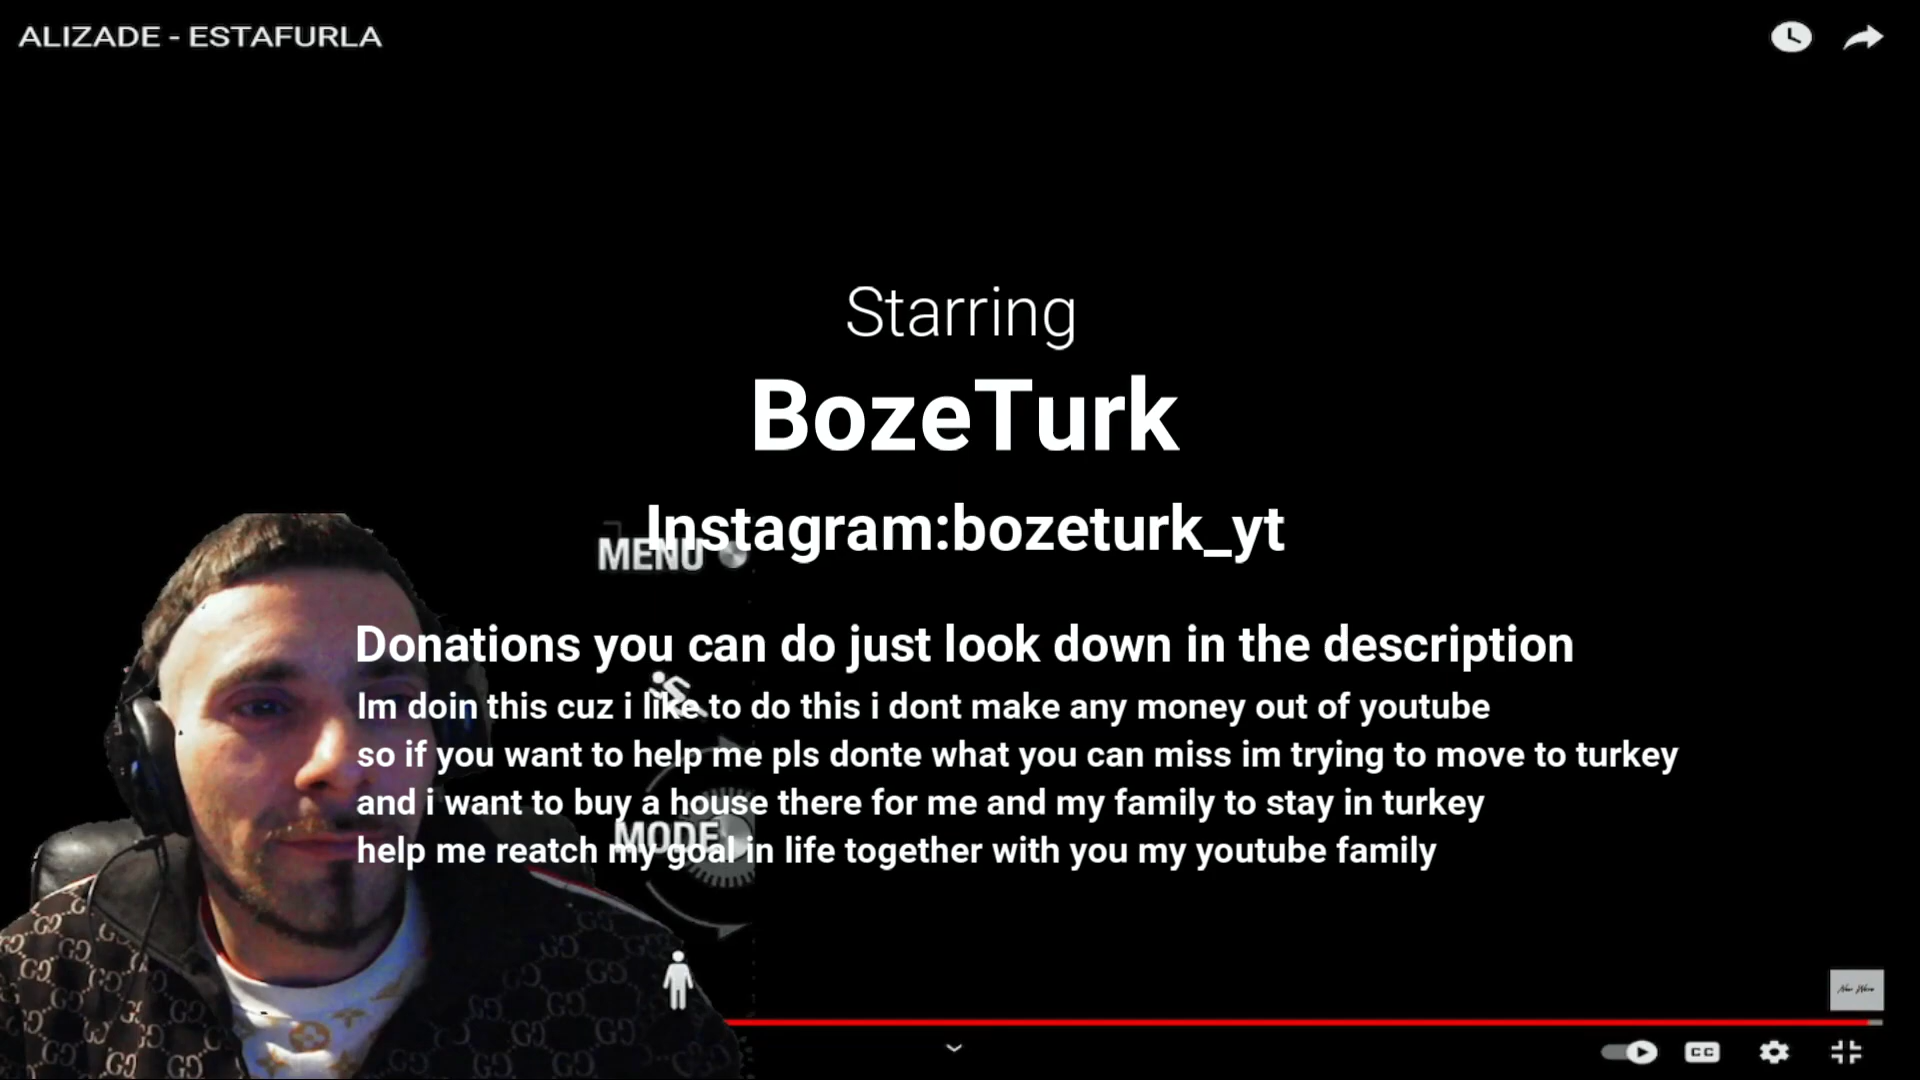 ALIZADE - ESTAFURLA
Starring
BozeTurk
Instagram:bozeturk_yt
MENU
Donations you can do just look down in the description
Im doin this cuz i like to do this i dont make any money out of youtube
so if you want to help me pls donte what you can miss im trying to move to turkey
and i want to buy a house there for me and my family to stay in turkey
MODE
help me reatch my goal in life together with you my youtube family
New Wave
CC